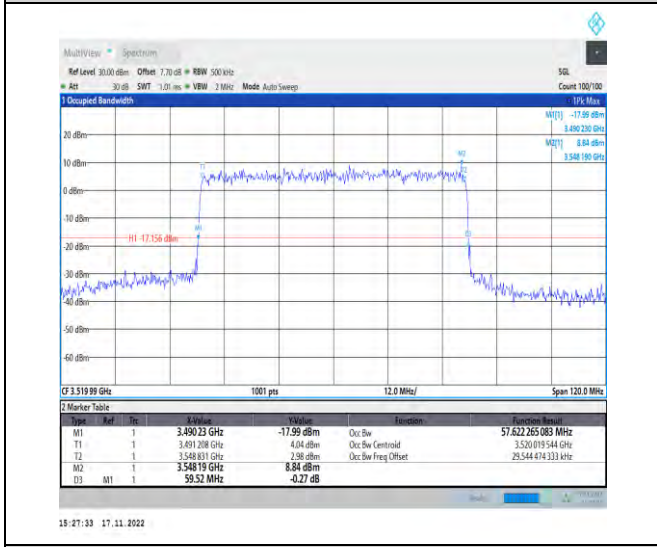 MultiView Spectrum
Ref Level 30.00 dBm Offset 7.70 dB RBW 500 kHz SGL
Att 30 dB SWT 1.01 ms VBW 2 MHz Mode Auto Sweep Count 100/100
1 Occupied Bandwidth 1Pk Max
M1[1] -17.99 dBm
3.490 230 GHz
20 dBm
M2[1] 8.84 dBm
3.548 190 GHz
M2
10 dBm
T1
T2
0 dBm
-10 dBm
M1
H1 -17.156 dBm
D3
-20 dBm
-30 dBm
-40 dBm
-50 dBm
-60 dBm
CF 3.519 99 GHz 1001 pts 12.0 MHz/ Span 120.0 MHz
2 Marker Table
Type Ref Trc X-Value Y-Value Function Function Result
M1 1 3.490 23 GHz -17.99 dBm Occ Bw 57.622 265 083 MHz
T1 1 3.491 208 GHz 4.04 dBm Occ Bw Centroid 3.520 019 544 GHz
T2 1 3.548 831 GHz 2.98 dBm Occ Bw Freq Offset 29.544 474 333 kHz
M2 1 3.548 19 GHz 8.84 dBm
D3 M1 1 59.52 MHz -0.27 dB
15:27:33 17.11.2022